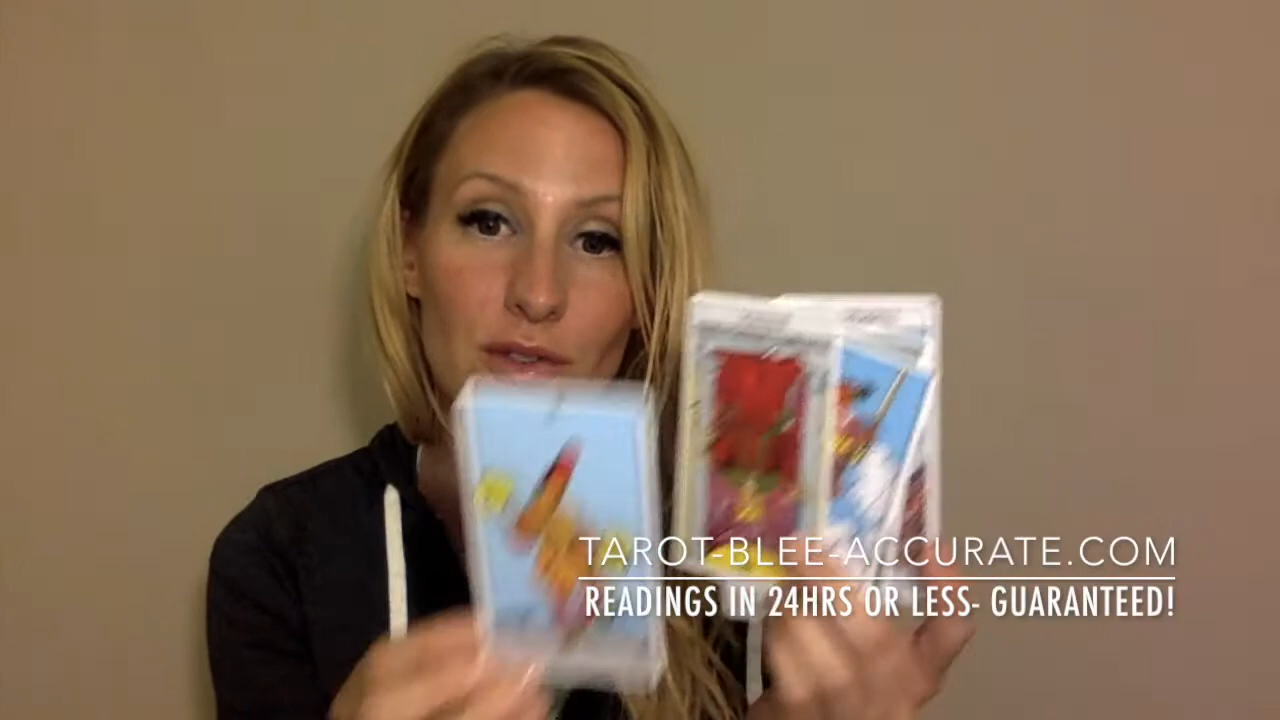 TAROT-BLEE-ACCURATE.COM
READINGS IN 24HRS OR LESS- GUARANTEED!